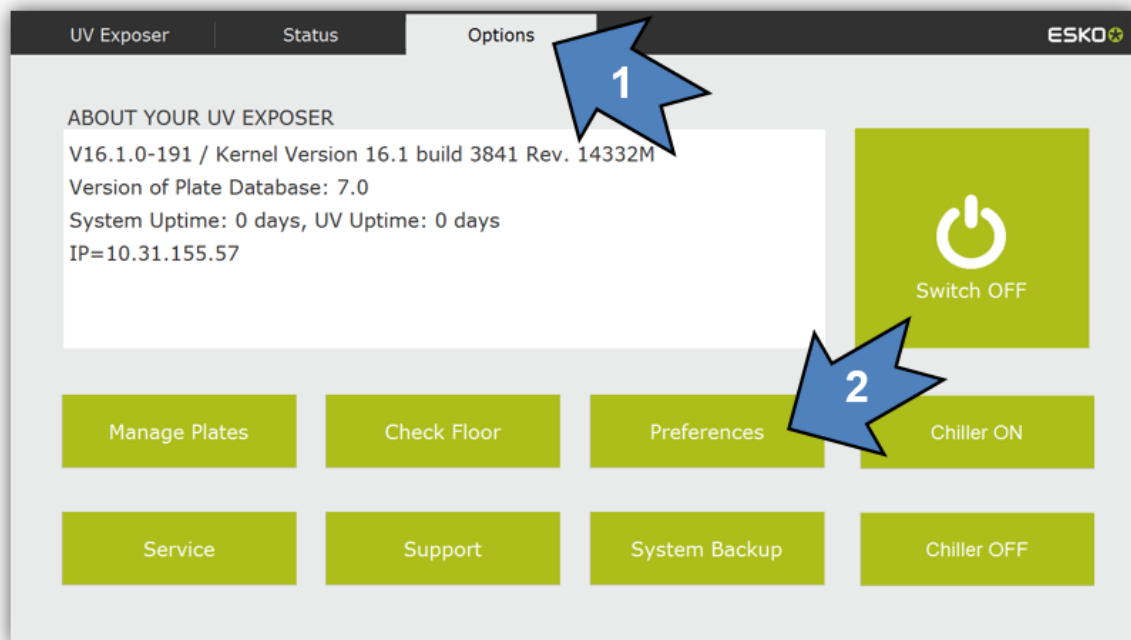 UV Exposer Status Options ESKO
1
ABOUT YOUR UV EXPOSER
V16.1.0-191 / Kernel Version 16.1 build 3841 Rev. 14332M
Version of Plate Database: 7.0
System Uptime: 0 days, UV Uptime: 0 days
IP=10.31.155.57
Switch OFF
2
Manage Plates Check Floor Preferences Chiller ON
Service Support System Backup Chiller OFF